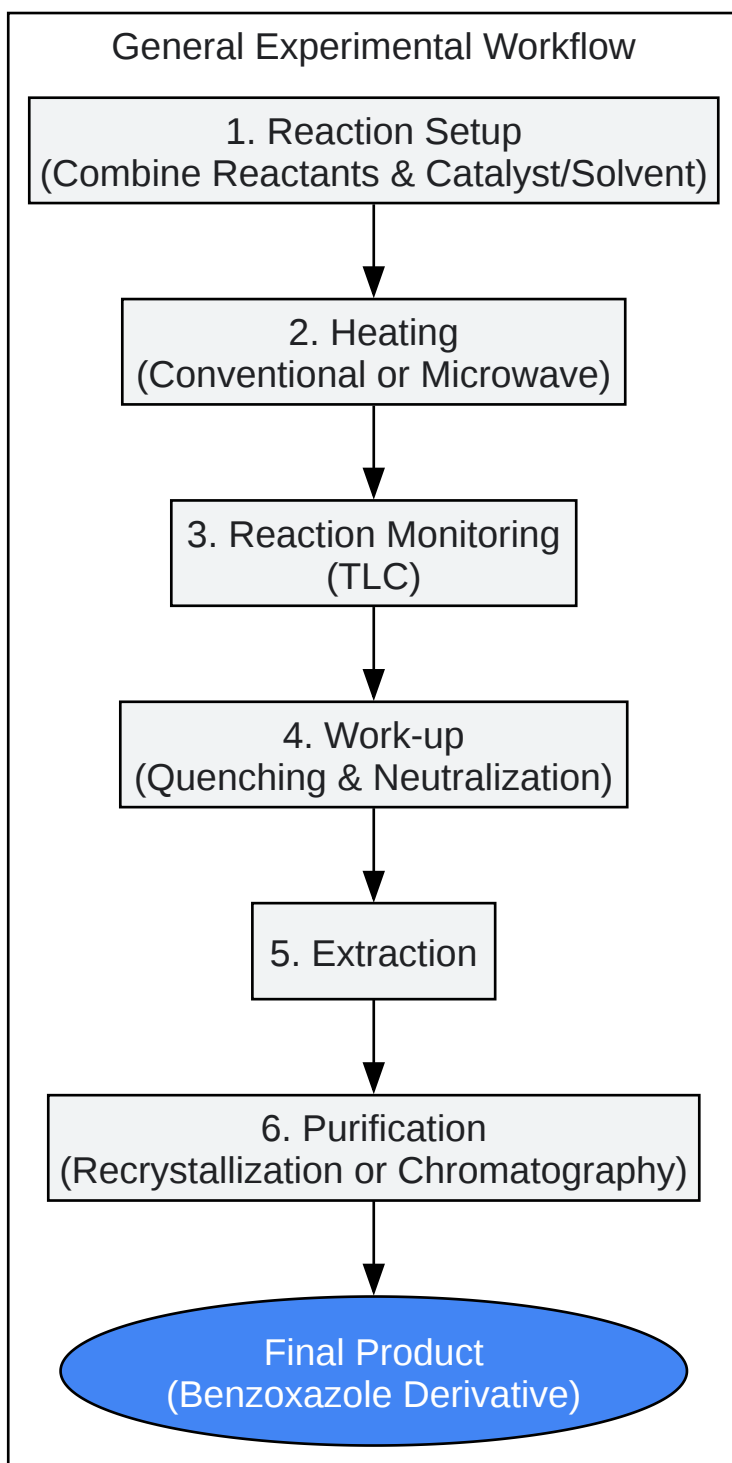 General Experimental Workflow
1. Reaction Setup
(Combine Reactants & Catalyst/Solvent)
2. Heating
(Conventional or Microwave)
3. Reaction Monitoring
(TLC)
4. Work-up
(Quenching & Neutralization)
5. Extraction
6. Purification
(Recrystallization or Chromatography)
Final Product
(Benzoxazole Derivative)